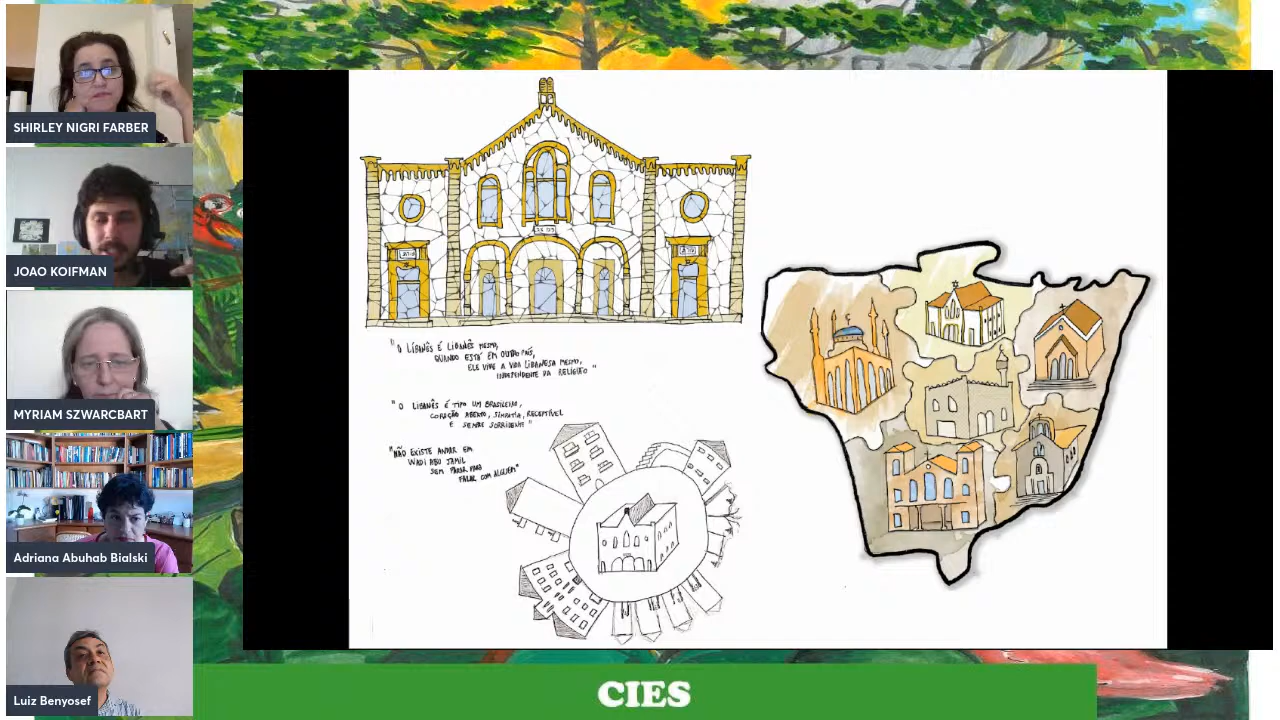 SHIRLEY NIGRI FARBER
JOAO KOIFMAN
MYRIAM SZWARCBART
Adriana Abuhab Bialski
Luiz Benyosef
"O LIBANÊS É LIBANÊS MESMO,
QUANDO ESTÁ EM OUTRO PAÍS,
ELE VIVE A VIDA LIBANESA MESMO,
INDEPENDENTE DA RELIGIÃO"
"O LIBANÊS É TIPO UM BRASILEIRO,
CORAÇÃO ABERTO, SIMPATIA, RECEPTÍVEL
E SEMPRE SORRIDENTE"
"NÃO EXISTE ANDAR EM
WADI ABU JAMIL
SEM PARAR PARA
FALAR COM ALGUÉM"
CIES